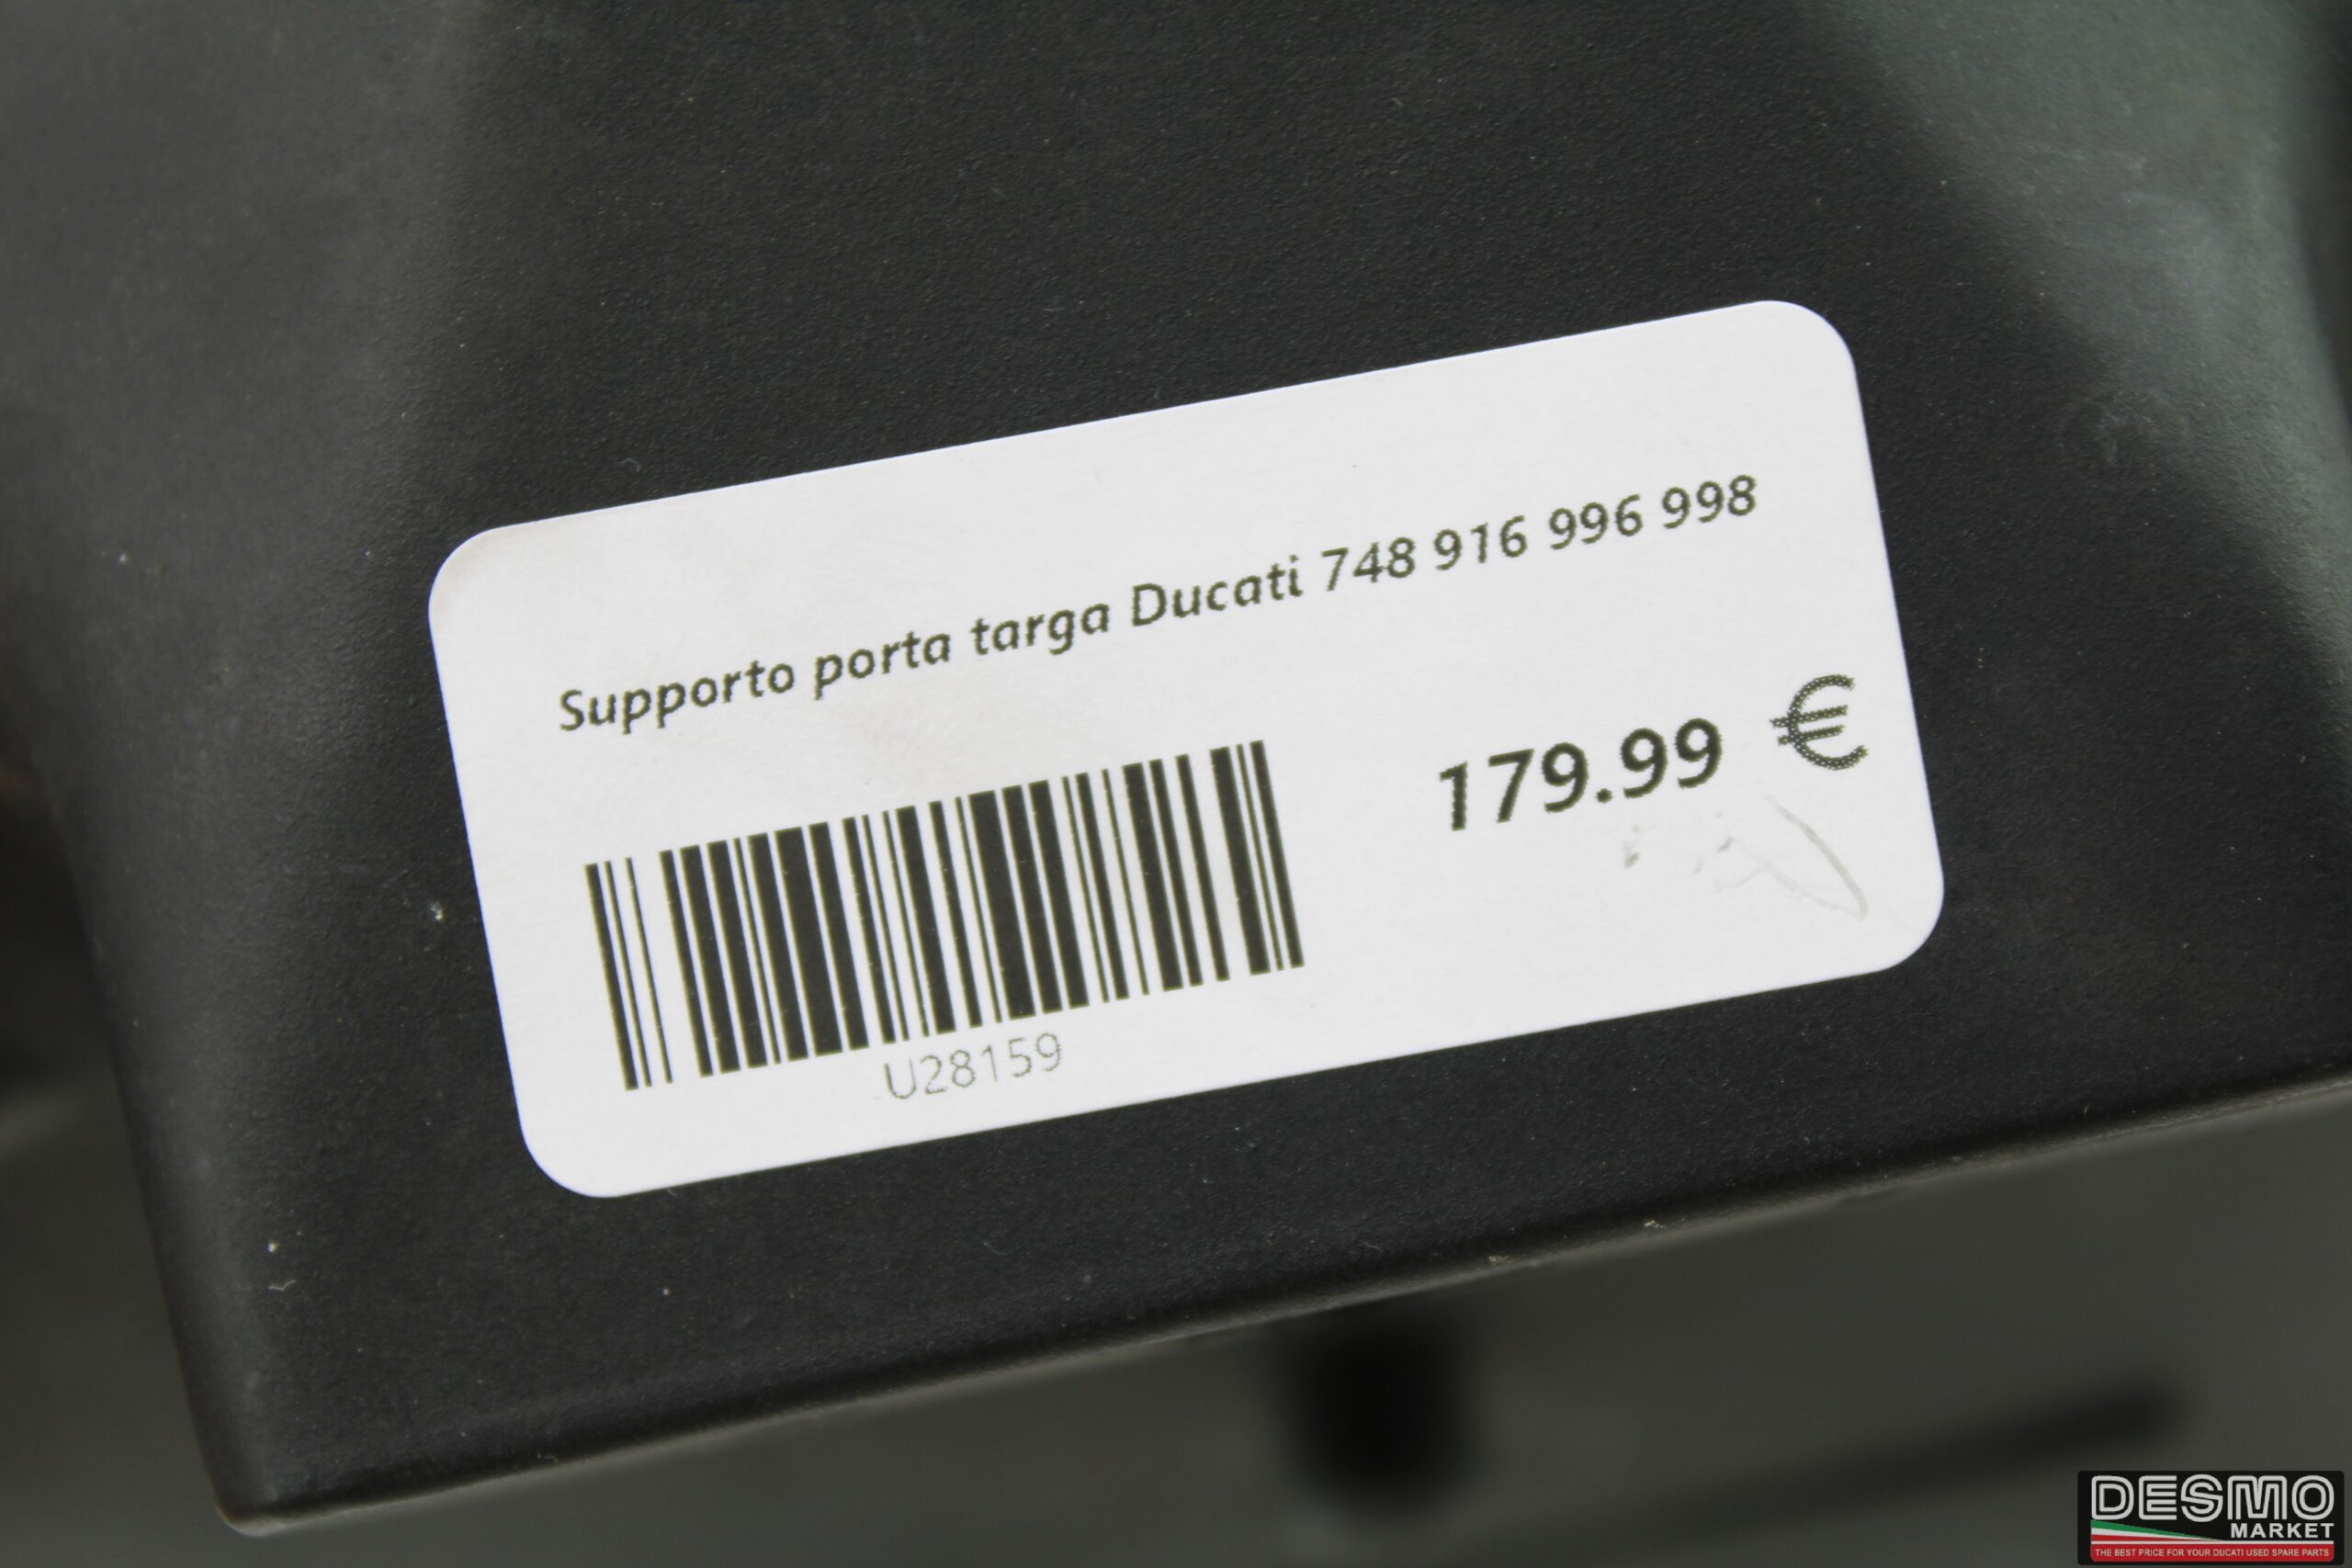 Supporto porta targa Ducati 748 916 996 998
179.99 €
U28159
DESMO
MARKET
THE BEST PRICE FOR YOUR DUCATI USED SPARE PARTS